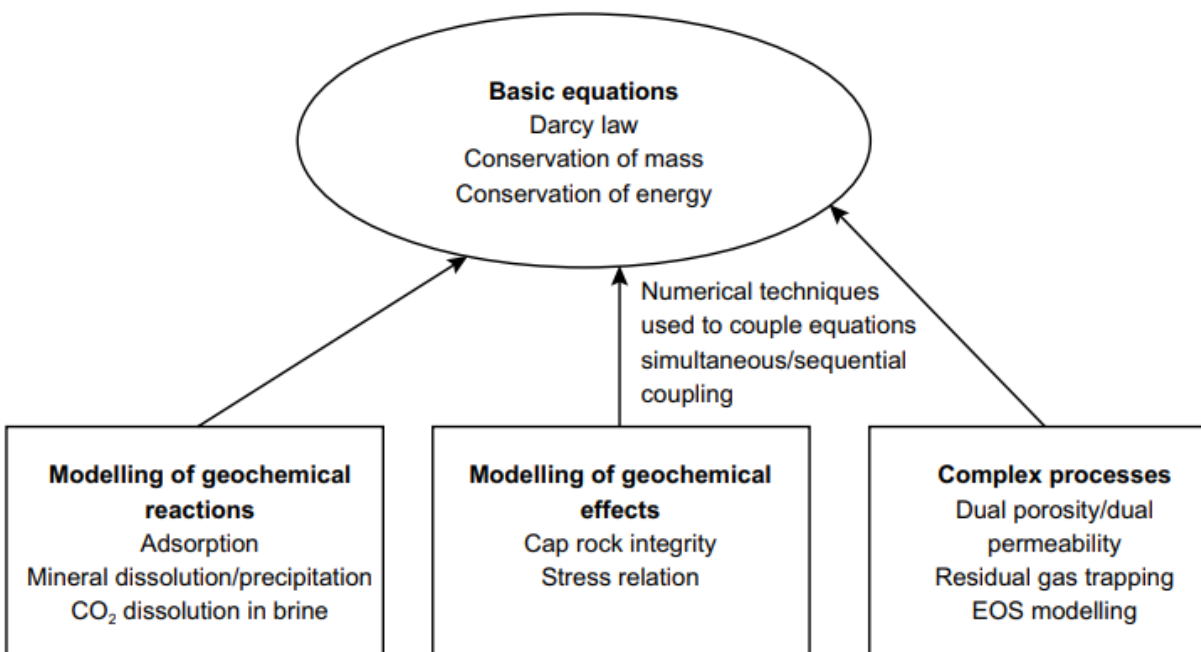 Basic equations
Darcy law
Conservation of mass
Conservation of energy
Numerical techniques
used to couple equations
simultaneous/sequential
coupling
Modelling of geochemical
reactions
Adsorption
Mineral dissolution/precipitation
CO₂ dissolution in brine
Modelling of geochemical
effects
Cap rock integrity
Stress relation
Complex processes
Dual porosity/dual
permeability
Residual gas trapping
EOS modelling